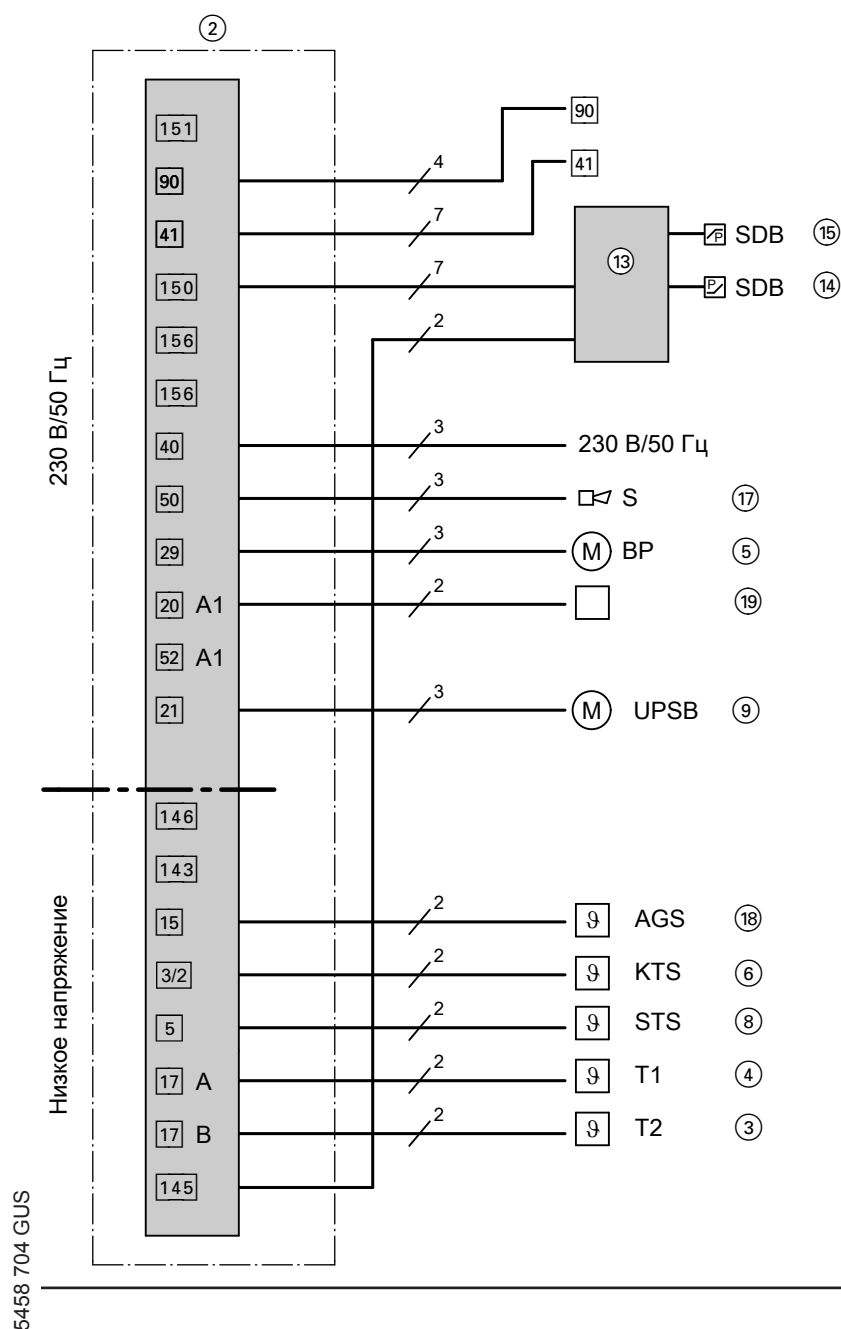 ②
151
90
90 4
41
41 7
⑬
SDB ⑮
P
150 7
SDB ⑭
P
156 2
156
230 В/50 Гц
40 3 230 В/50 Гц
50 3 S ⑰
29 3 M BP ⑤
20 A1 2 ⑲
52 A1
21 3 M UPSB ⑨
146
143
Низкое напряжение
15 2 ϑ AGS ⑱
3/2 2 ϑ KTS ⑥
5 2 ϑ STS ⑧
17 A 2 ϑ T1 ④
17 B 2 ϑ T2 ③
145
5458 704 GUS